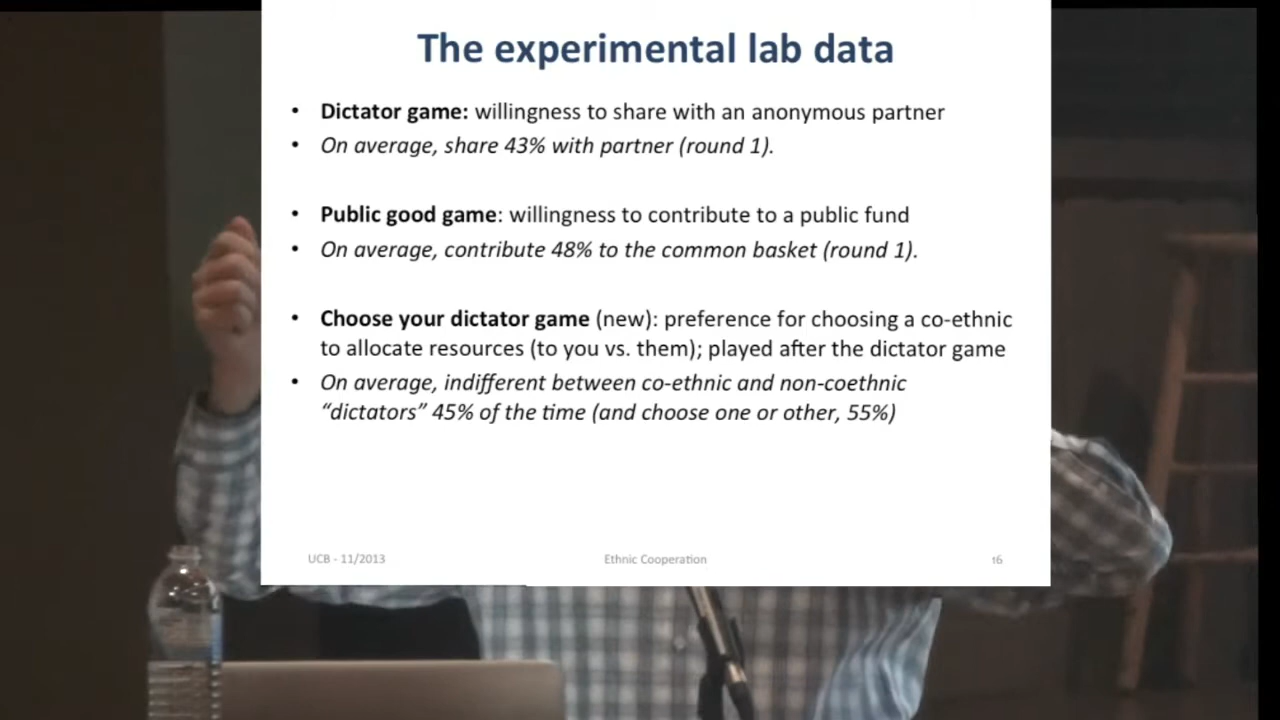 The experimental lab data
• Dictator game: willingness to share with an anonymous partner
• On average, share 43% with partner (round 1).
• Public good game: willingness to contribute to a public fund
• On average, contribute 48% to the common basket (round 1).
• Choose your dictator game (new): preference for choosing a co-ethnic
to allocate resources (to you vs. them); played after the dictator game
• On average, indifferent between co-ethnic and non-coethnic
“dictators” 45% of the time (and choose one or other, 55%)
UCB - 11/2013 Ethnic Cooperation 16